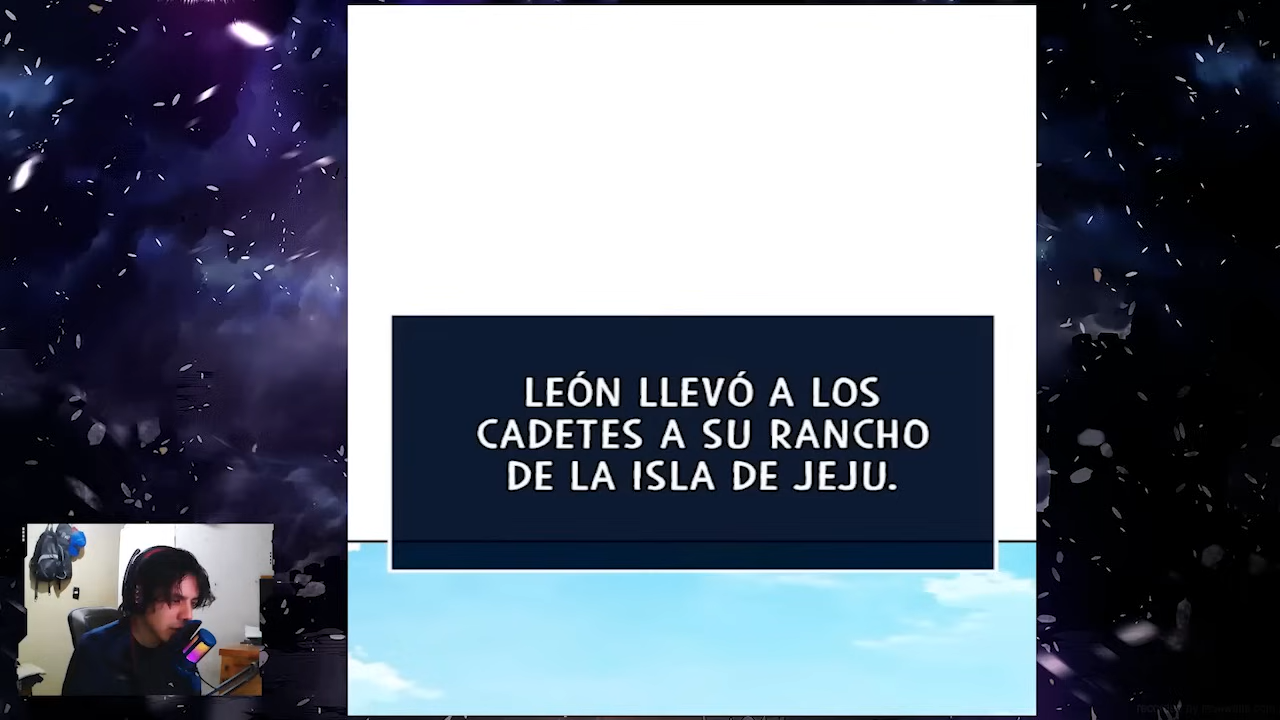 LEÓN LLEVÓ A LOS
CADETES A SU RANCHO
DE LA ISLA DE JEJU.